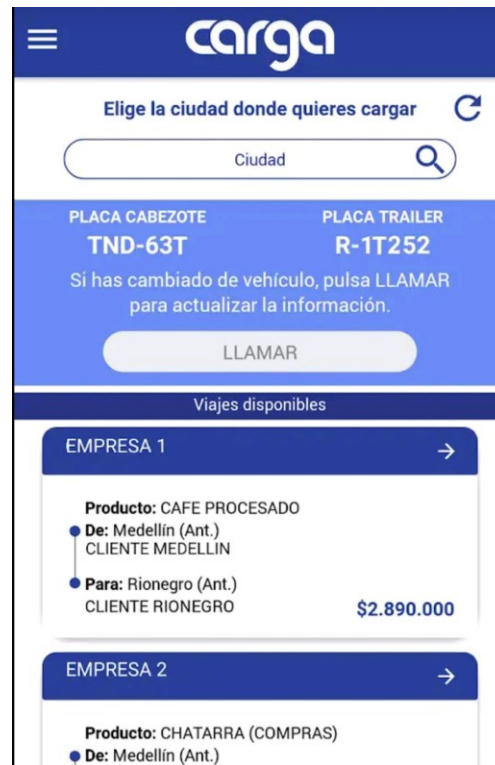 carga
Elige la ciudad donde quieres cargar
Ciudad
PLACA CABEZOTE
TND-63T
PLACA TRAILER
R-1T252
Si has cambiado de vehículo, pulsa LLAMAR
para actualizar la información.
LLAMAR
Viajes disponibles
EMPRESA 1
Producto: CAFE PROCESADO
De: Medellín (Ant.)
CLIENTE MEDELLIN
Para: Rionegro (Ant.)
CLIENTE RIONEGRO
$2.890.000
EMPRESA 2
Producto: CHATARRA (COMPRAS)
De: Medellín (Ant.)